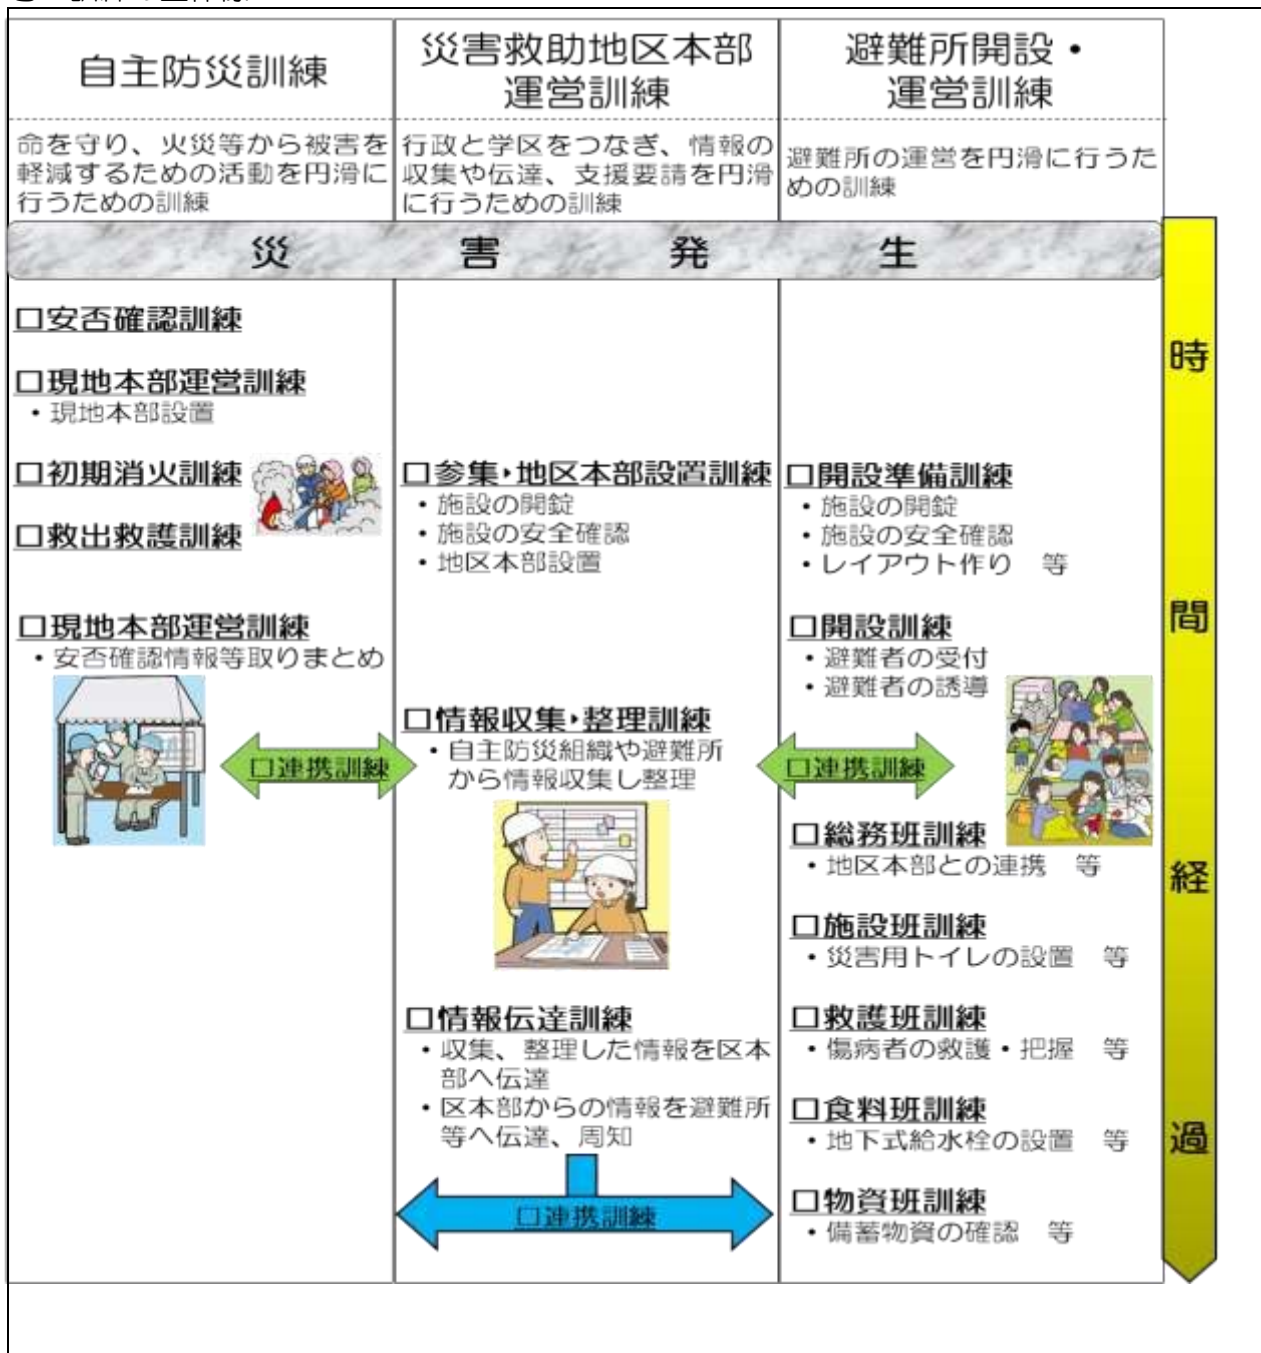 自主防災訓練
命を守り、火災等から被害を
軽減するための活動を円滑に
行うための訓練
災害救助地区本部
運営訓練
行政と学区をつなぎ、情報の
収集や伝達、支援要請を円滑
に行うための訓練
避難所開設・
運営訓練
避難所の運営を円滑に行うた
めの訓練
災害発生
□安否確認訓練
□現地本部運営訓練
・現地本部設置
□初期消火訓練
□救出救護訓練
□現地本部運営訓練
・安否確認情報等取りまとめ
□連携訓練
□参集・地区本部設置訓練
・施設の開錠
・施設の安全確認
・地区本部設置
□情報収集・整理訓練
・自主防災組織や避難所
から情報収集し整理
□情報伝達訓練
・収集、整理した情報を区本
部へ伝達
・区本部からの情報を避難所
等へ伝達、周知
□連携訓練
□開設準備訓練
・施設の開錠
・施設の安全確認
・レイアウト作り 等
□開設訓練
・避難者の受付
・避難者の誘導
□連携訓練
□総務班訓練
・地区本部との連携 等
□施設班訓練
・災害用トイレの設置 等
□救護班訓練
・傷病者の救護・把握 等
□食料班訓練
・地下式給水栓の設置 等
□物資班訓練
・備蓄物資の確認 等
時間経過